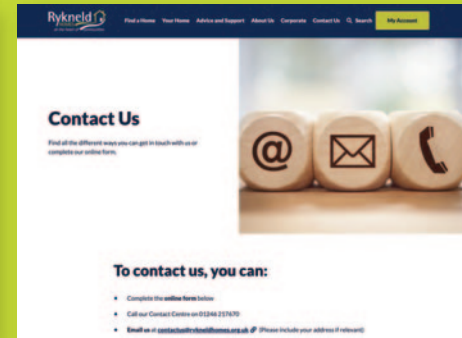 Rykneld
Find a Home Your Home Advice and Support About Us Corporate Contact Us Search My Account
Contact Us
Find all the different ways you can get in touch with us or
complete our online form.
@
To contact us, you can:
• Complete the online form below
• Call our Contact Centre on 01246 217670
• Email us at contactus@rykneldhomes.org.uk (Please include your address if relevant)